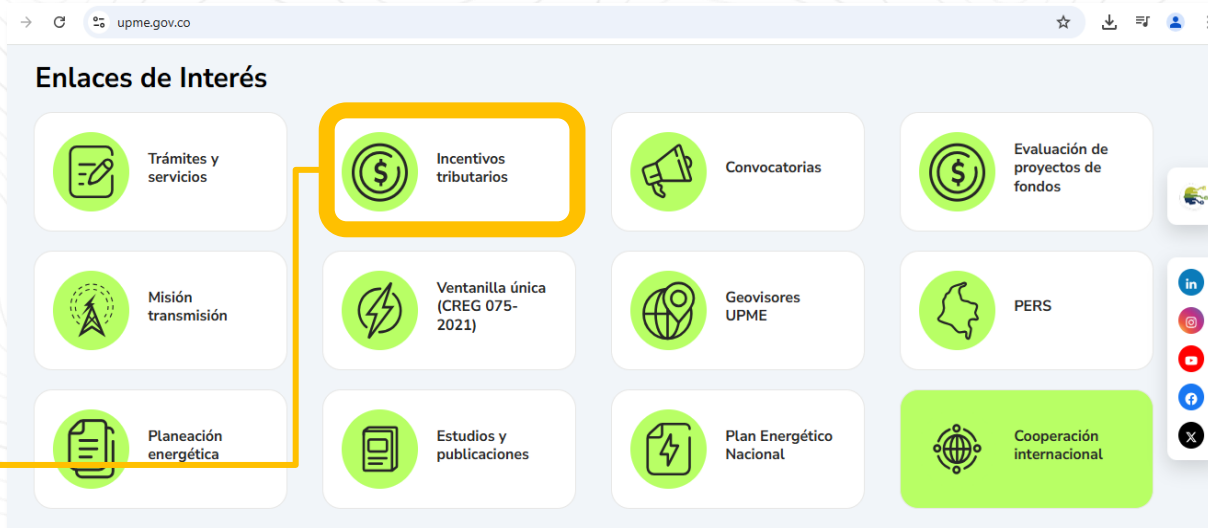 upme.gov.co
Enlaces de Interés
Trámites y
servicios
Incentivos
tributarios
Convocatorias
Evaluación de
proyectos de
fondos
Misión
transmisión
Ventanilla única
(CREG 075-
2021)
Geovisores
UPME
PERS
Planeación
energética
Estudios y
publicaciones
Plan Energético
Nacional
Cooperación
internacional